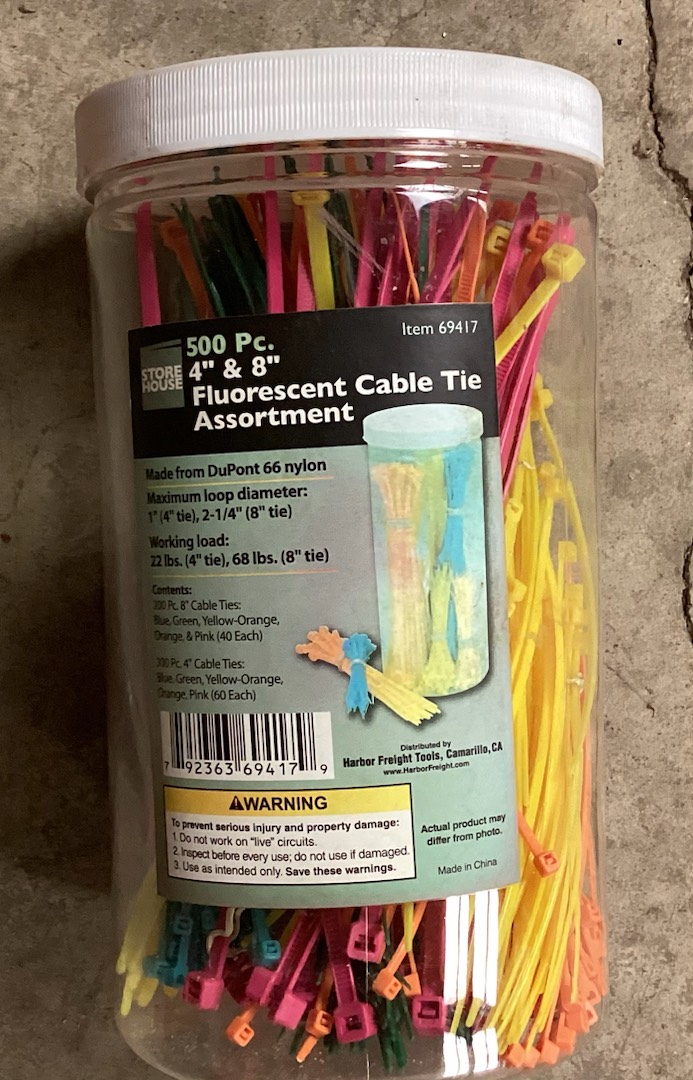 Item 69417
STORE
HOUSE
500 Pc.
4" & 8"
Fluorescent Cable Tie
Assortment
Made from DuPont 66 nylon
Maximum loop diameter:
1" (4" tie), 2-1/4" (8" tie)
Working load:
22 lbs. (4" tie), 68 lbs. (8" tie)
Contents:
200 Pc. 8" Cable Ties:
Blue, Green, Yellow-Orange,
Orange, & Pink (40 Each)
300 Pc. 4" Cable Ties:
Blue, Green, Yellow-Orange,
Orange, Pink (60 Each)
7 92363 69417 9
Distributed by
Harbor Freight Tools, Camarillo, CA
www.HarborFreight.com
WARNING
To prevent serious injury and property damage:
1. Do not work on "live" circuits.
2. Inspect before every use; do not use if damaged.
3. Use as intended only. Save these warnings.
Actual product may
differ from photo.
Made in China